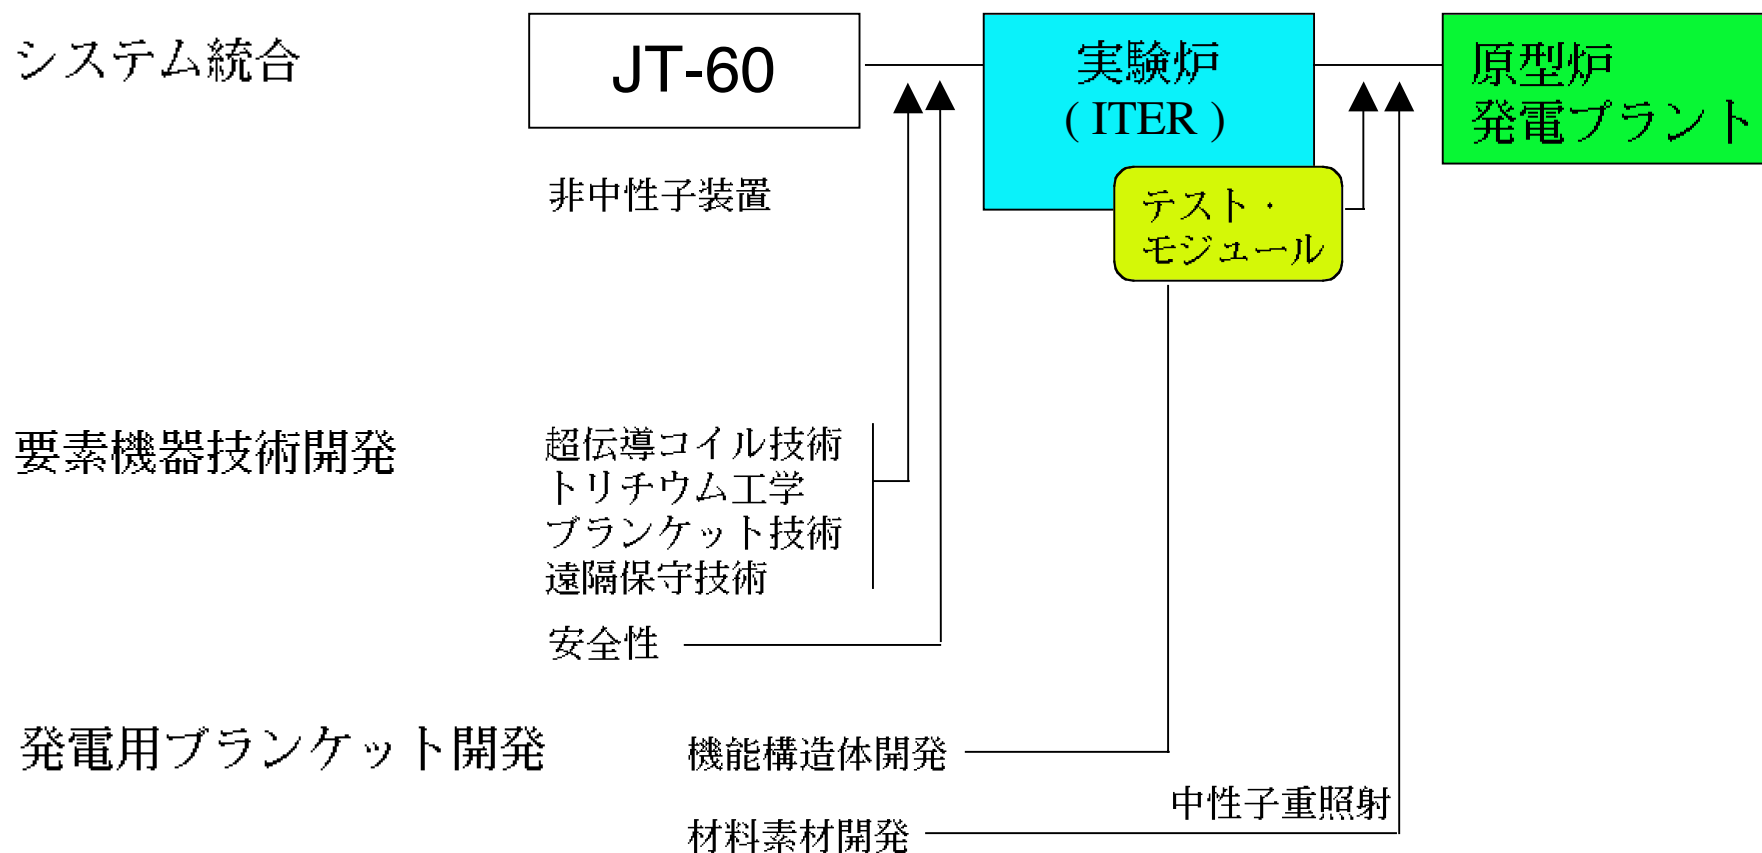 システム統合
JT-60
実験炉
( ITER )
原型炉
発電プラント
非中性子装置
テスト・
モジュール
要素機器技術開発
超伝導コイル技術
トリチウム工学
ブランケット技術
遠隔保守技術
安全性
発電用ブランケット開発
機能構造体開発
中性子重照射
材料素材開発